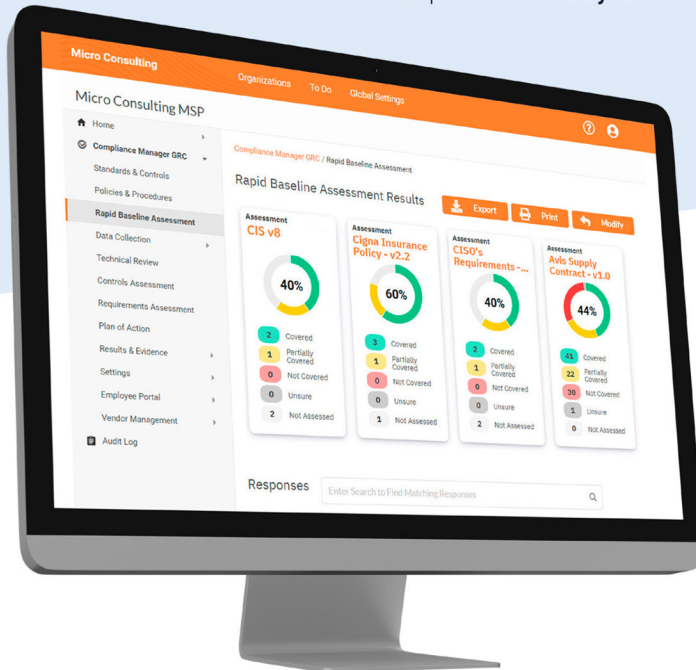 Micro Consulting
Organizations
To Do
Global Settings
Micro Consulting MSP
Home
Compliance Manager GRC
Standards & Controls
Policies & Procedures
Rapid Baseline Assessment
Data Collection
Technical Review
Controls Assessment
Requirements Assessment
Plan of Action
Results & Evidence
Settings
Employee Portal
Vendor Management
Audit Log
Compliance Manager GRC / Rapid Baseline Assessment
Rapid Baseline Assessment Results
Export
Print
Modify
Assessment
CIS v8
40%
2 Covered
1 Partially
Covered
0 Not Covered
0 Unsure
2 Not Assessed
Assessment
Cigna Insurance
Policy - v2.2
60%
3 Covered
1 Partially
Covered
0 Not Covered
0 Unsure
1 Not Assessed
Assessment
CISO's
Requirements -...
40%
2 Covered
1 Partially
Covered
0 Not Covered
0 Unsure
2 Not Assessed
Assessment
Avis Supply
Contract - v1.0
44%
41 Covered
22 Partially
Covered
30 Not Covered
1 Unsure
0 Not Assessed
Responses
Enter Search to Find Matching Responses